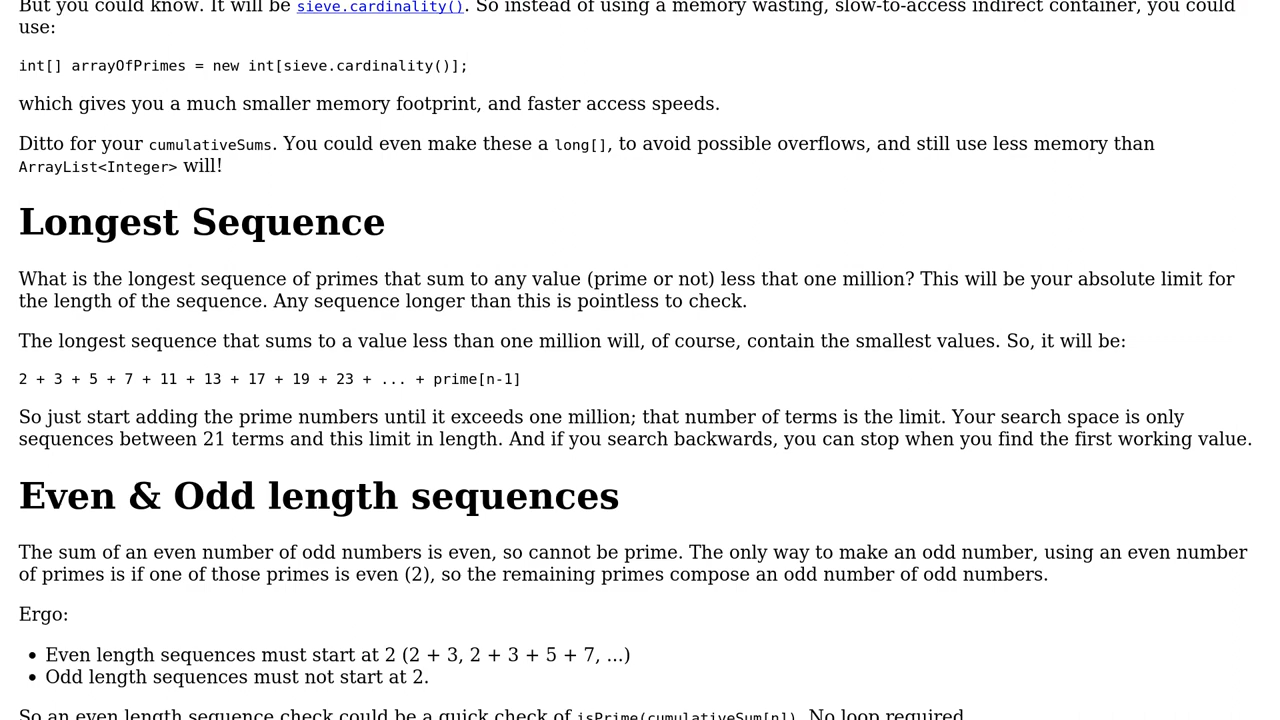 But you could know. It will be sieve.cardinality(). So instead of using a memory wasting, slow-to-access indirect container, you could
use:
int[] arrayOfPrimes = new int[sieve.cardinality()];
which gives you a much smaller memory footprint, and faster access speeds.
Ditto for your cumulativeSums. You could even make these a long[], to avoid possible overflows, and still use less memory than
ArrayList<Integer> will!
Longest Sequence
What is the longest sequence of primes that sum to any value (prime or not) less that one million? This will be your absolute limit for
the length of the sequence. Any sequence longer than this is pointless to check.
The longest sequence that sums to a value less than one million will, of course, contain the smallest values. So, it will be:
2 + 3 + 5 + 7 + 11 + 13 + 17 + 19 + 23 + ... + prime[n-1]
So just start adding the prime numbers until it exceeds one million; that number of terms is the limit. Your search space is only
sequences between 21 terms and this limit in length. And if you search backwards, you can stop when you find the first working value.
Even & Odd length sequences
The sum of an even number of odd numbers is even, so cannot be prime. The only way to make an odd number, using an even number
of primes is if one of those primes is even (2), so the remaining primes compose an odd number of odd numbers.
Ergo:
• Even length sequences must start at 2 (2 + 3, 2 + 3 + 5 + 7, ...)
• Odd length sequences must not start at 2.
So an even length sequence check could be a quick check of isPrime(cumulativeSum[n]). No loop required.